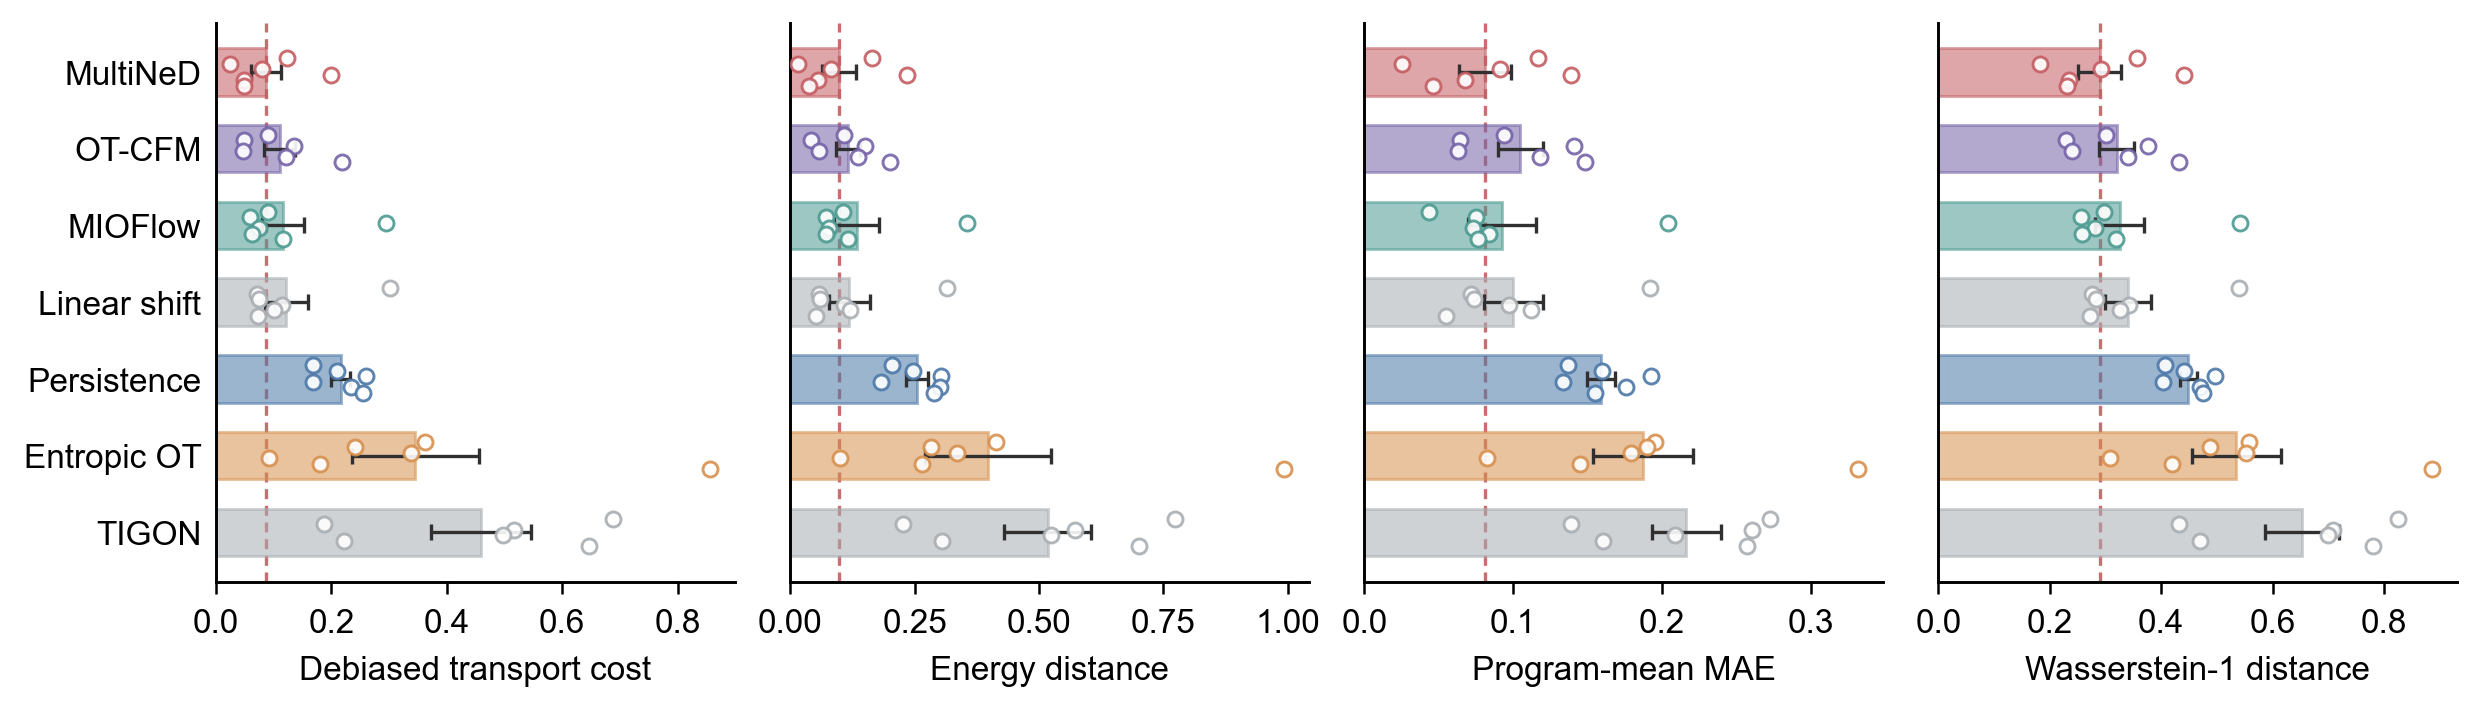 MultiNeD
OT-CFM
MIOFlow
Linear shift
Persistence
Entropic OT
TIGON
0.0 0.2 0.4 0.6 0.8
Debiased transport cost
0.00 0.25 0.50 0.75 1.00
Energy distance
0.0 0.1 0.2 0.3
Program-mean MAE
0.0 0.2 0.4 0.6 0.8
Wasserstein-1 distance